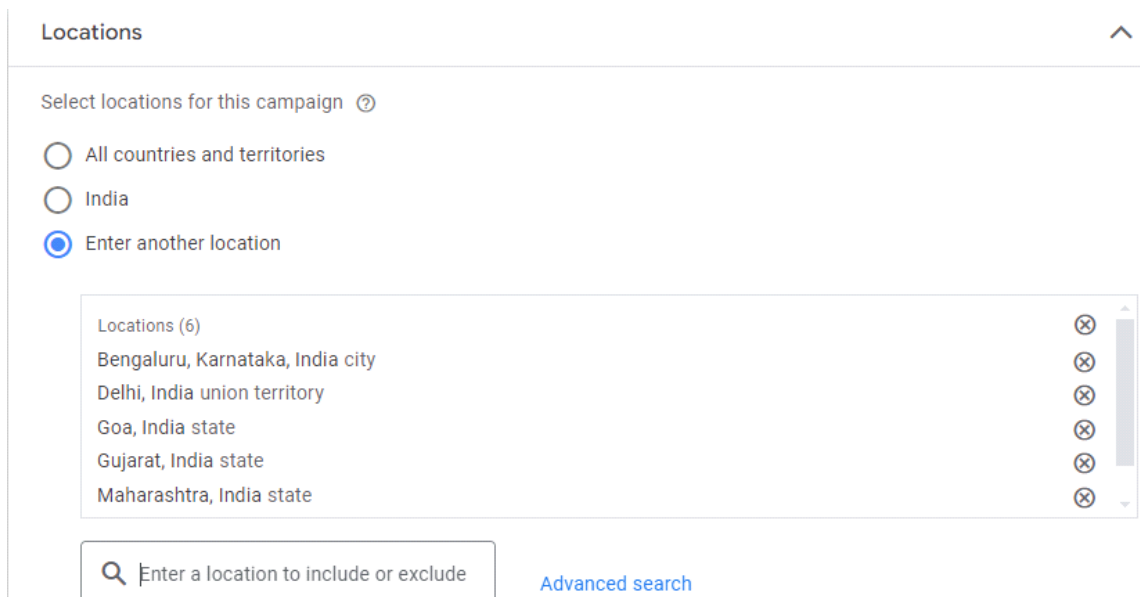 Locations
Select locations for this campaign
All countries and territories
India
Enter another location
Locations (6)
Bengaluru, Karnataka, India city
Delhi, India union territory
Goa, India state
Gujarat, India state
Maharashtra, India state
Enter a location to include or exclude
Advanced search